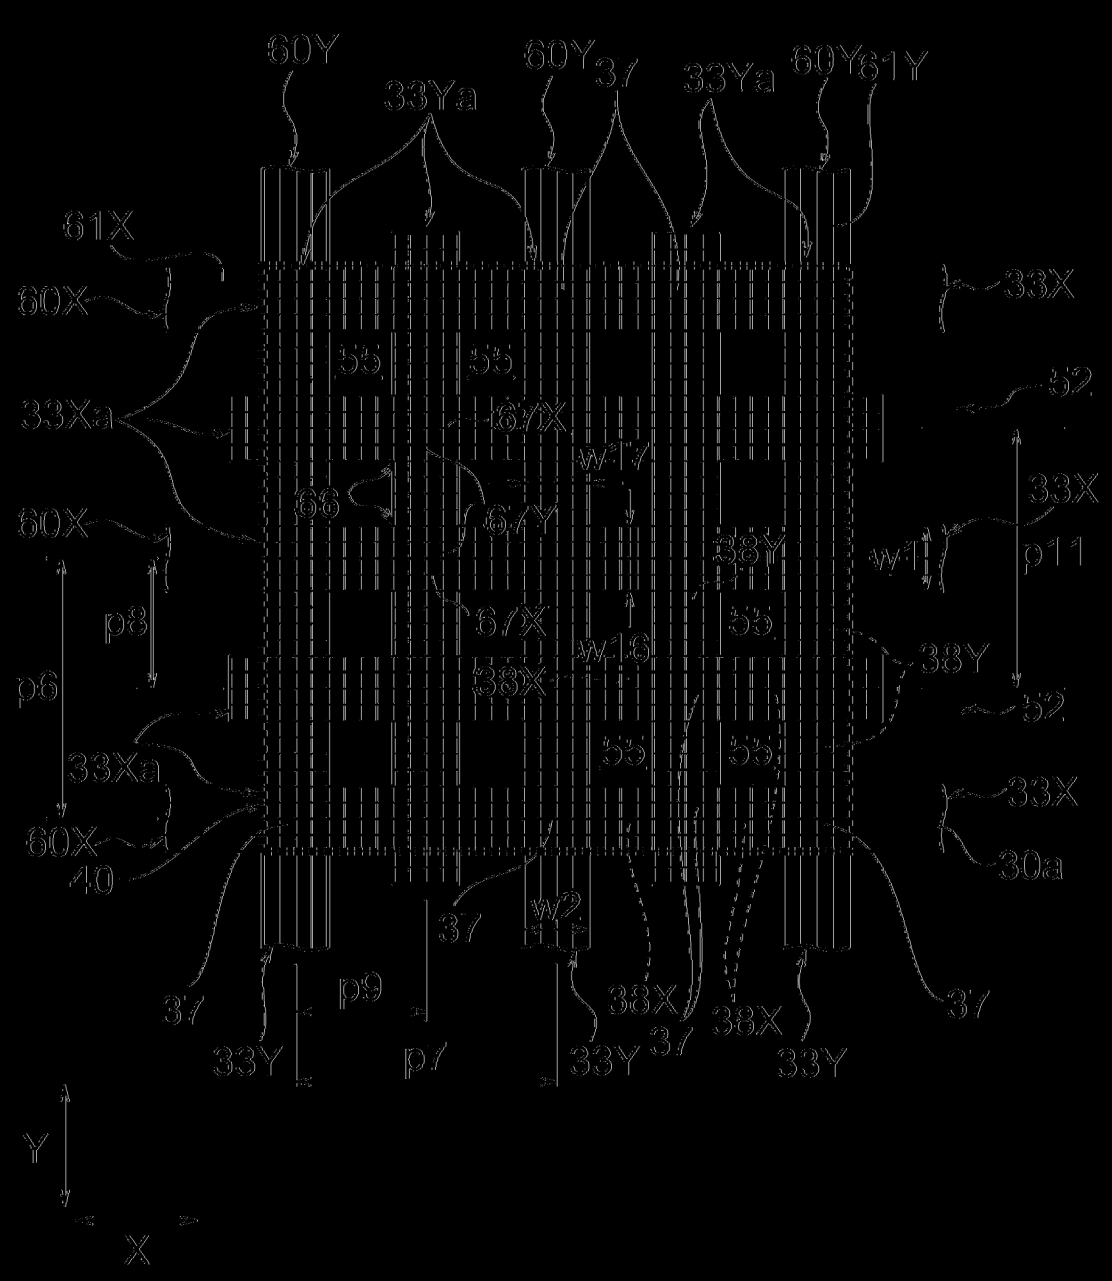 60Y 60Y 37 60Y 61Y
33Ya 33Ya
61X
60X 33X
55 55 52
33Xa 67X
w17
66 67Y 33X
60X 38Y w1 p11
p8 67X 55
w16
p6 38X 38Y
52
33Xa 55 55
33X
60X 30a
40
37 w2
p9 38X 37
37 38X
33Y p7 33Y 37 33Y
Y
X